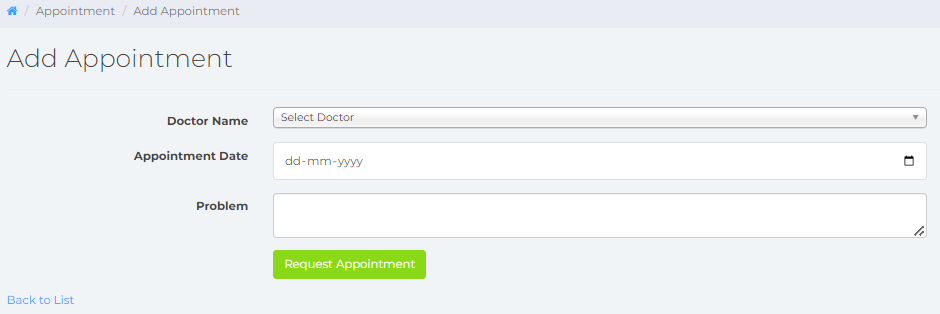 / Appointment / Add Appointment
Add Appointment
Doctor Name Select Doctor
Appointment Date dd-mm-yyyy
Problem
Request Appointment
Back to List